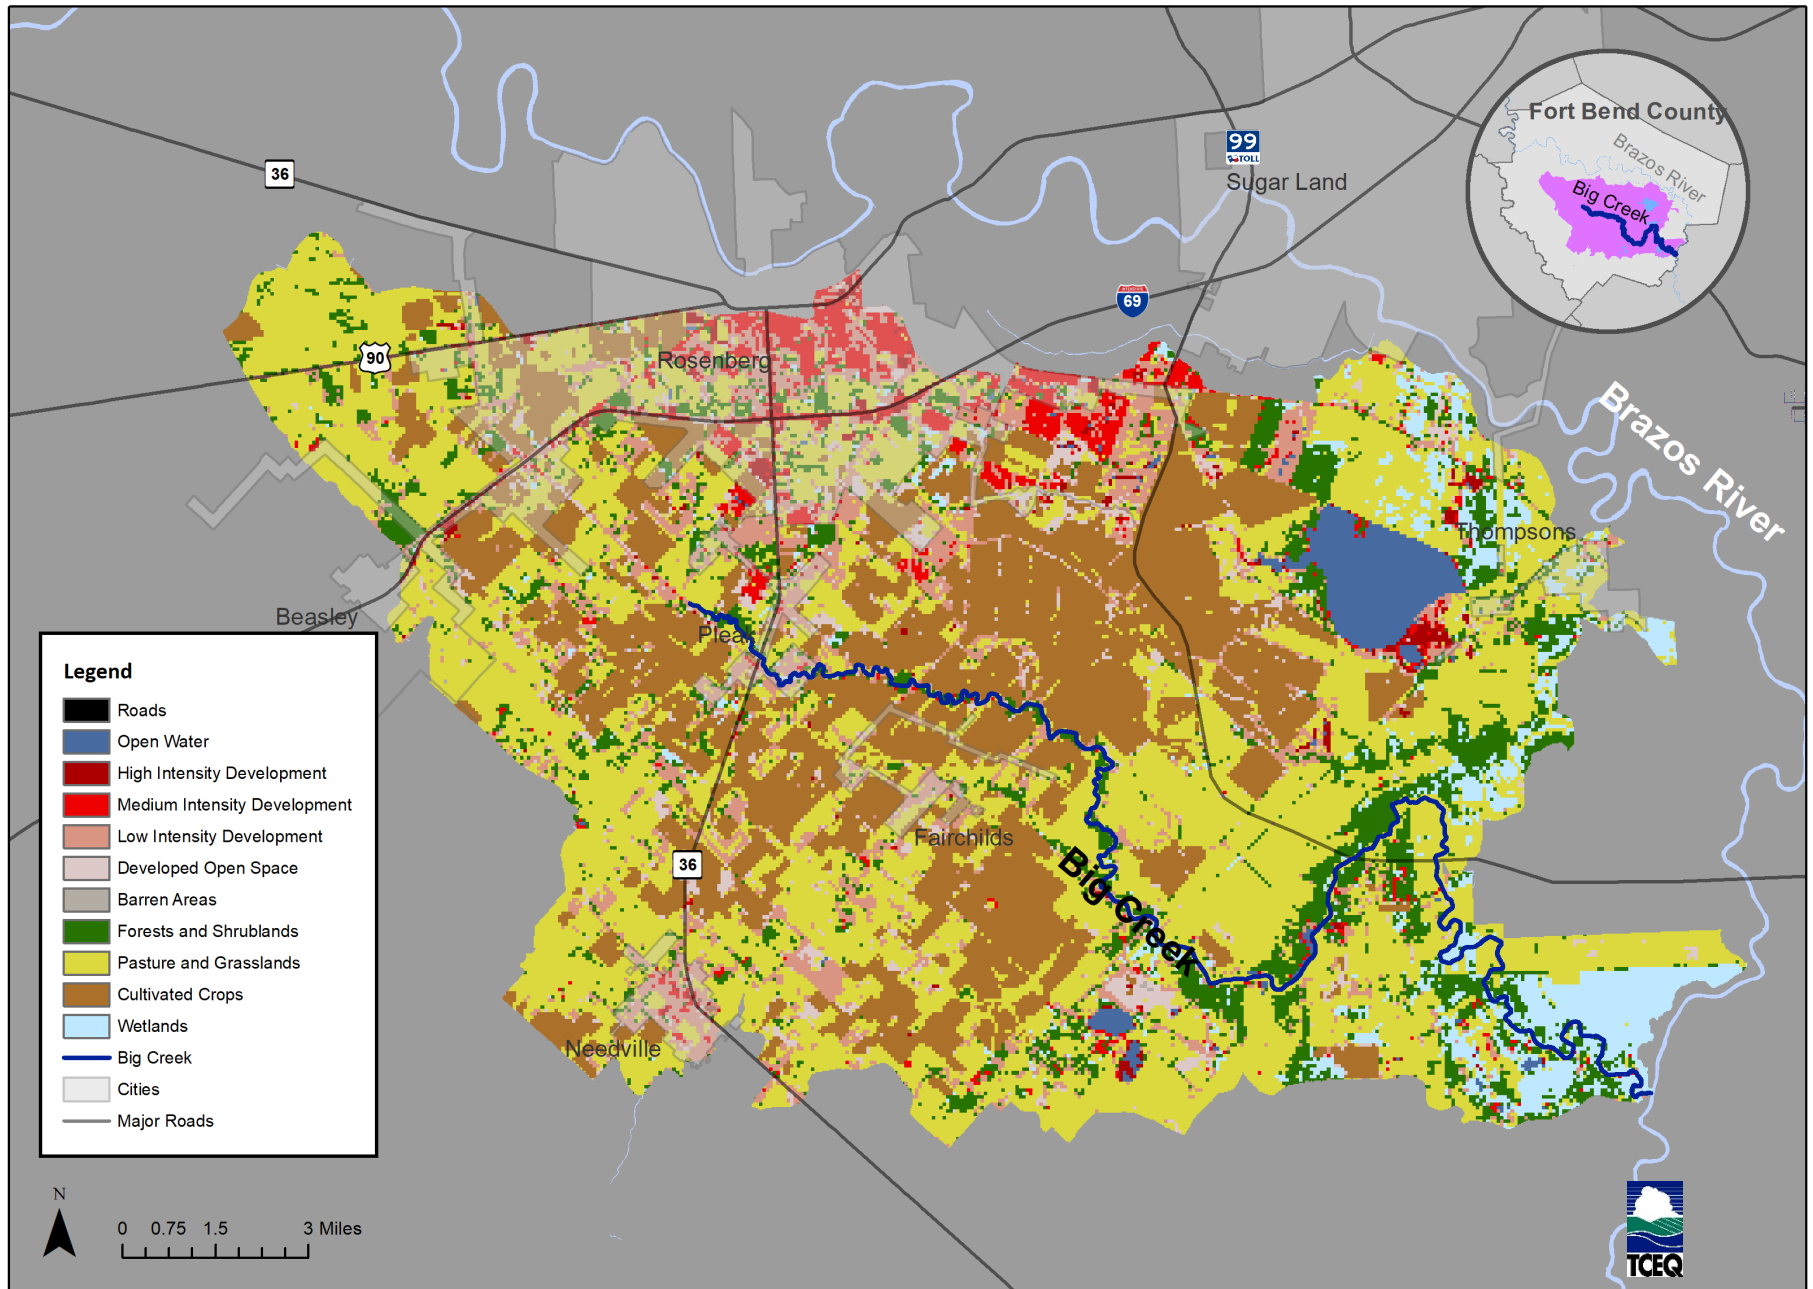 36
99
TOLL
Sugar Land
Fort Bend County
Brazos River
Big Creek
69
90
Rosenberg
Brazos River
Thompsons
Beasley
Fairchilds
Big Creek
36
Needville
Legend
Roads
Open Water
High Intensity Development
Medium Intensity Development
Low Intensity Development
Developed Open Space
Barren Areas
Forests and Shrublands
Pasture and Grasslands
Cultivated Crops
Wetlands
Big Creek
Cities
Major Roads
N
0 0.75 1.5 3 Miles
TCEQ